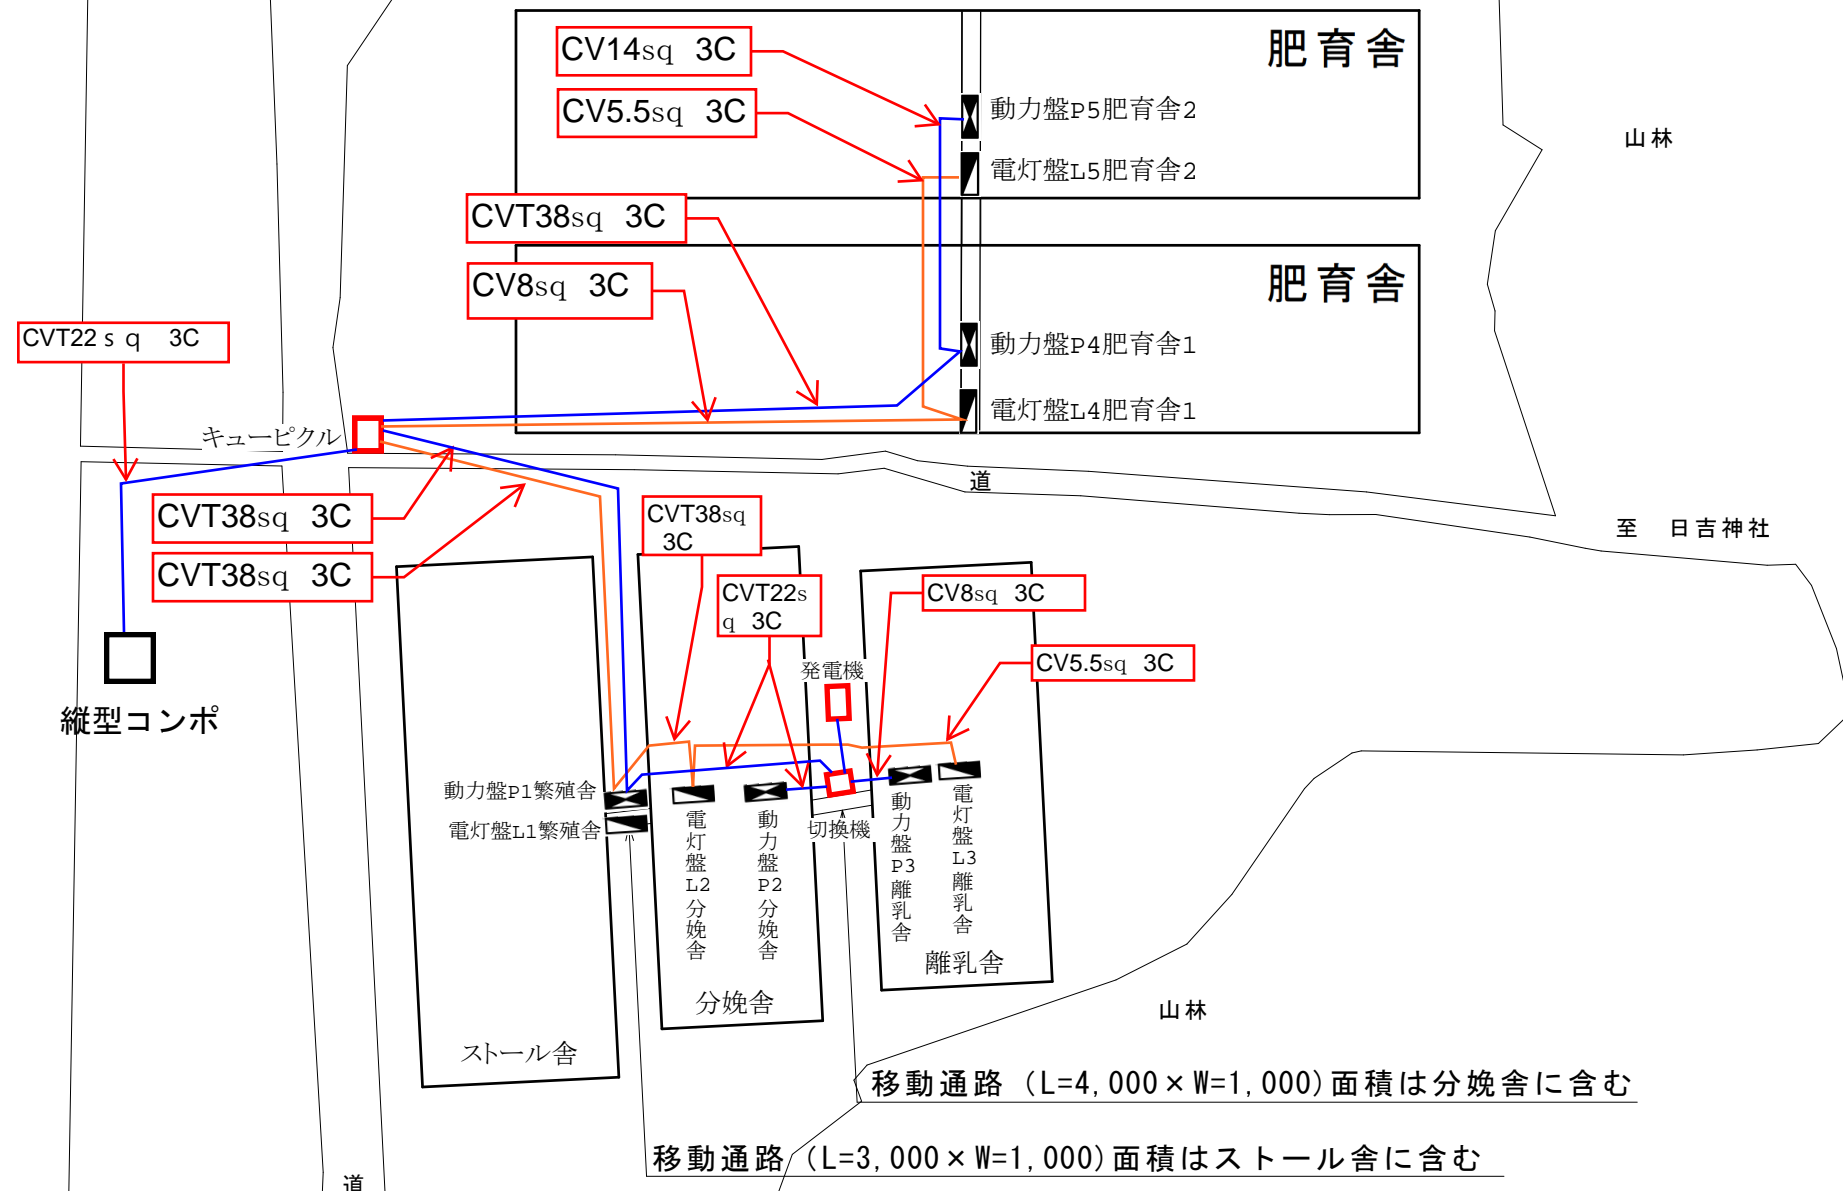 肥育舎
CV14sq 3C
動力盤P5肥育舎2
CV5.5sq 3C
山林
電灯盤L5肥育舎2
CVT38sq 3C
肥育舎
CV8sq 3C
CVT22ｓｑ 3C
動力盤P4肥育舎1
電灯盤L4肥育舎1
キューピクル
道
CVT38sq 3C
CVT38sq
3C
至 日吉神社
CVT38sq 3C
CVT22s
q 3C
CV8sq 3C
発電機
CV5.5sq 3C
縦型コンポ
動力盤P1繁殖舎
電灯盤L1繁殖舎
電灯盤L2分娩舎
動力盤P2分娩舎
切換機
動力盤P3離乳舎
電灯盤L3離乳舎
離乳舎
分娩舎
山林
ストール舎
移動通路（L=4,000×W=1,000)面積は分娩舎に含む
移動通路（L=3,000×W=1,000)面積はストール舎に含む
道